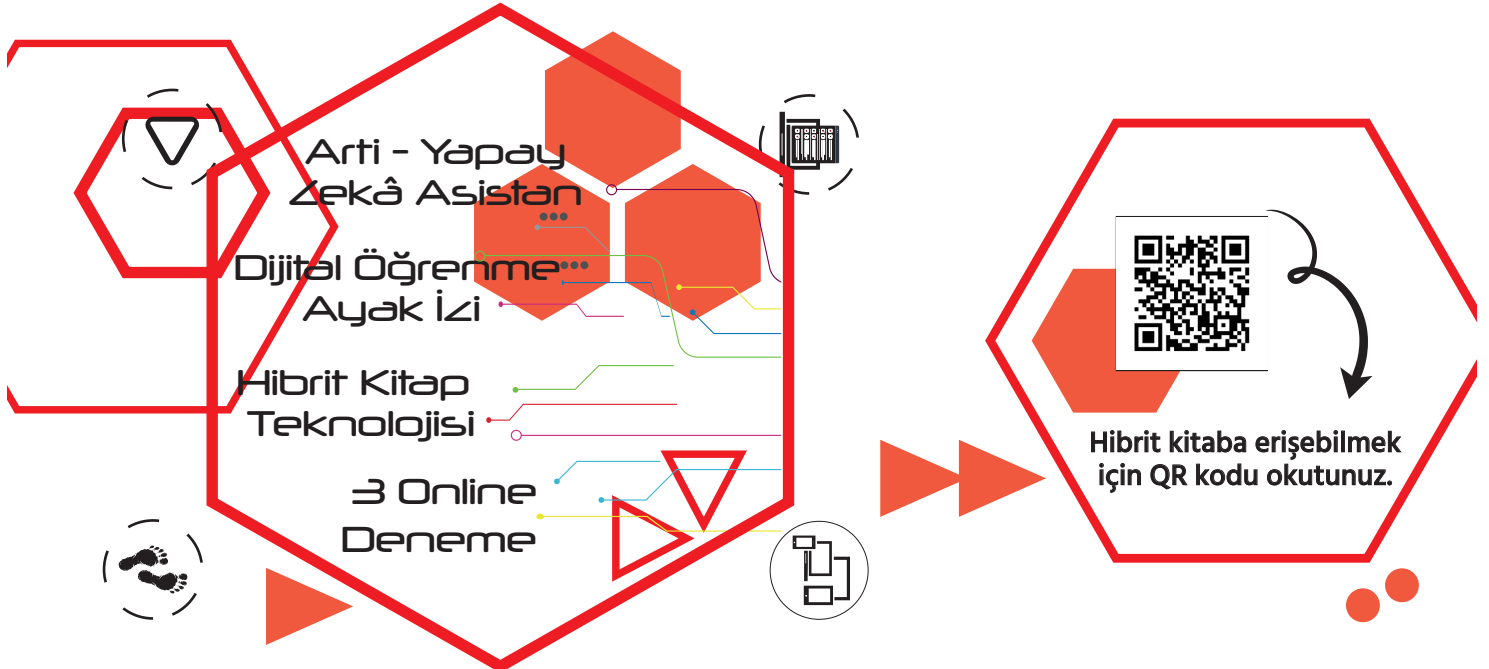 Arti - Yapay
Zekâ Asistan
Dijital Öğrenme
Ayak İzi
Hibrit Kitap
Teknolojisi
3 Online
Deneme
Hibrit kitaba erişebilmek
için QR kodu okutunuz.